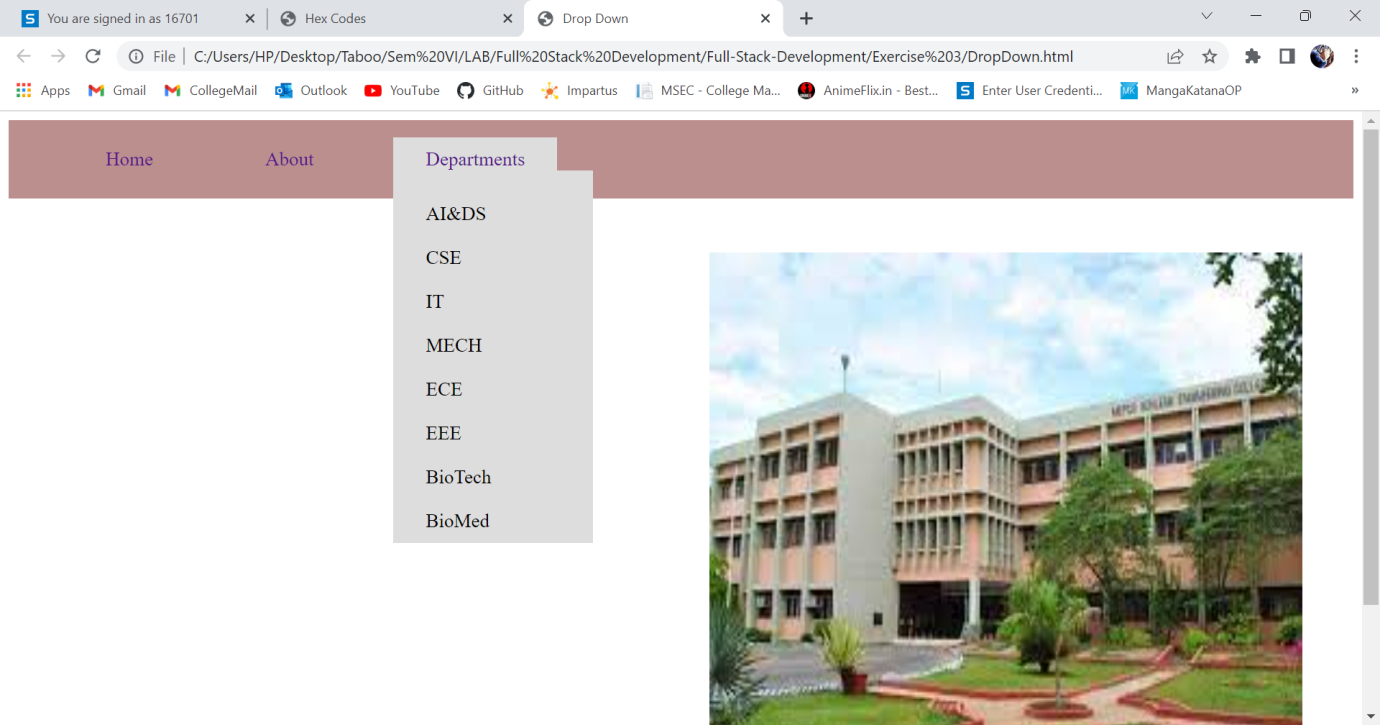 You are signed in as 16701
Hex Codes
Drop Down
File
C:/Users/HP/Desktop/Taboo/Sem%20VI/LAB/Full%20Stack%20Development/Full-Stack-Development/Exercise%203/DropDown.html
Apps
Gmail
CollegeMail
Outlook
YouTube
GitHub
Impartus
MSEC - College Ma...
AnimeFlix.in - Best...
Enter User Credenti...
MangaKatanaOP
Home
About
Departments
AI&DS
CSE
IT
MECH
ECE
EEE
BioTech
BioMed